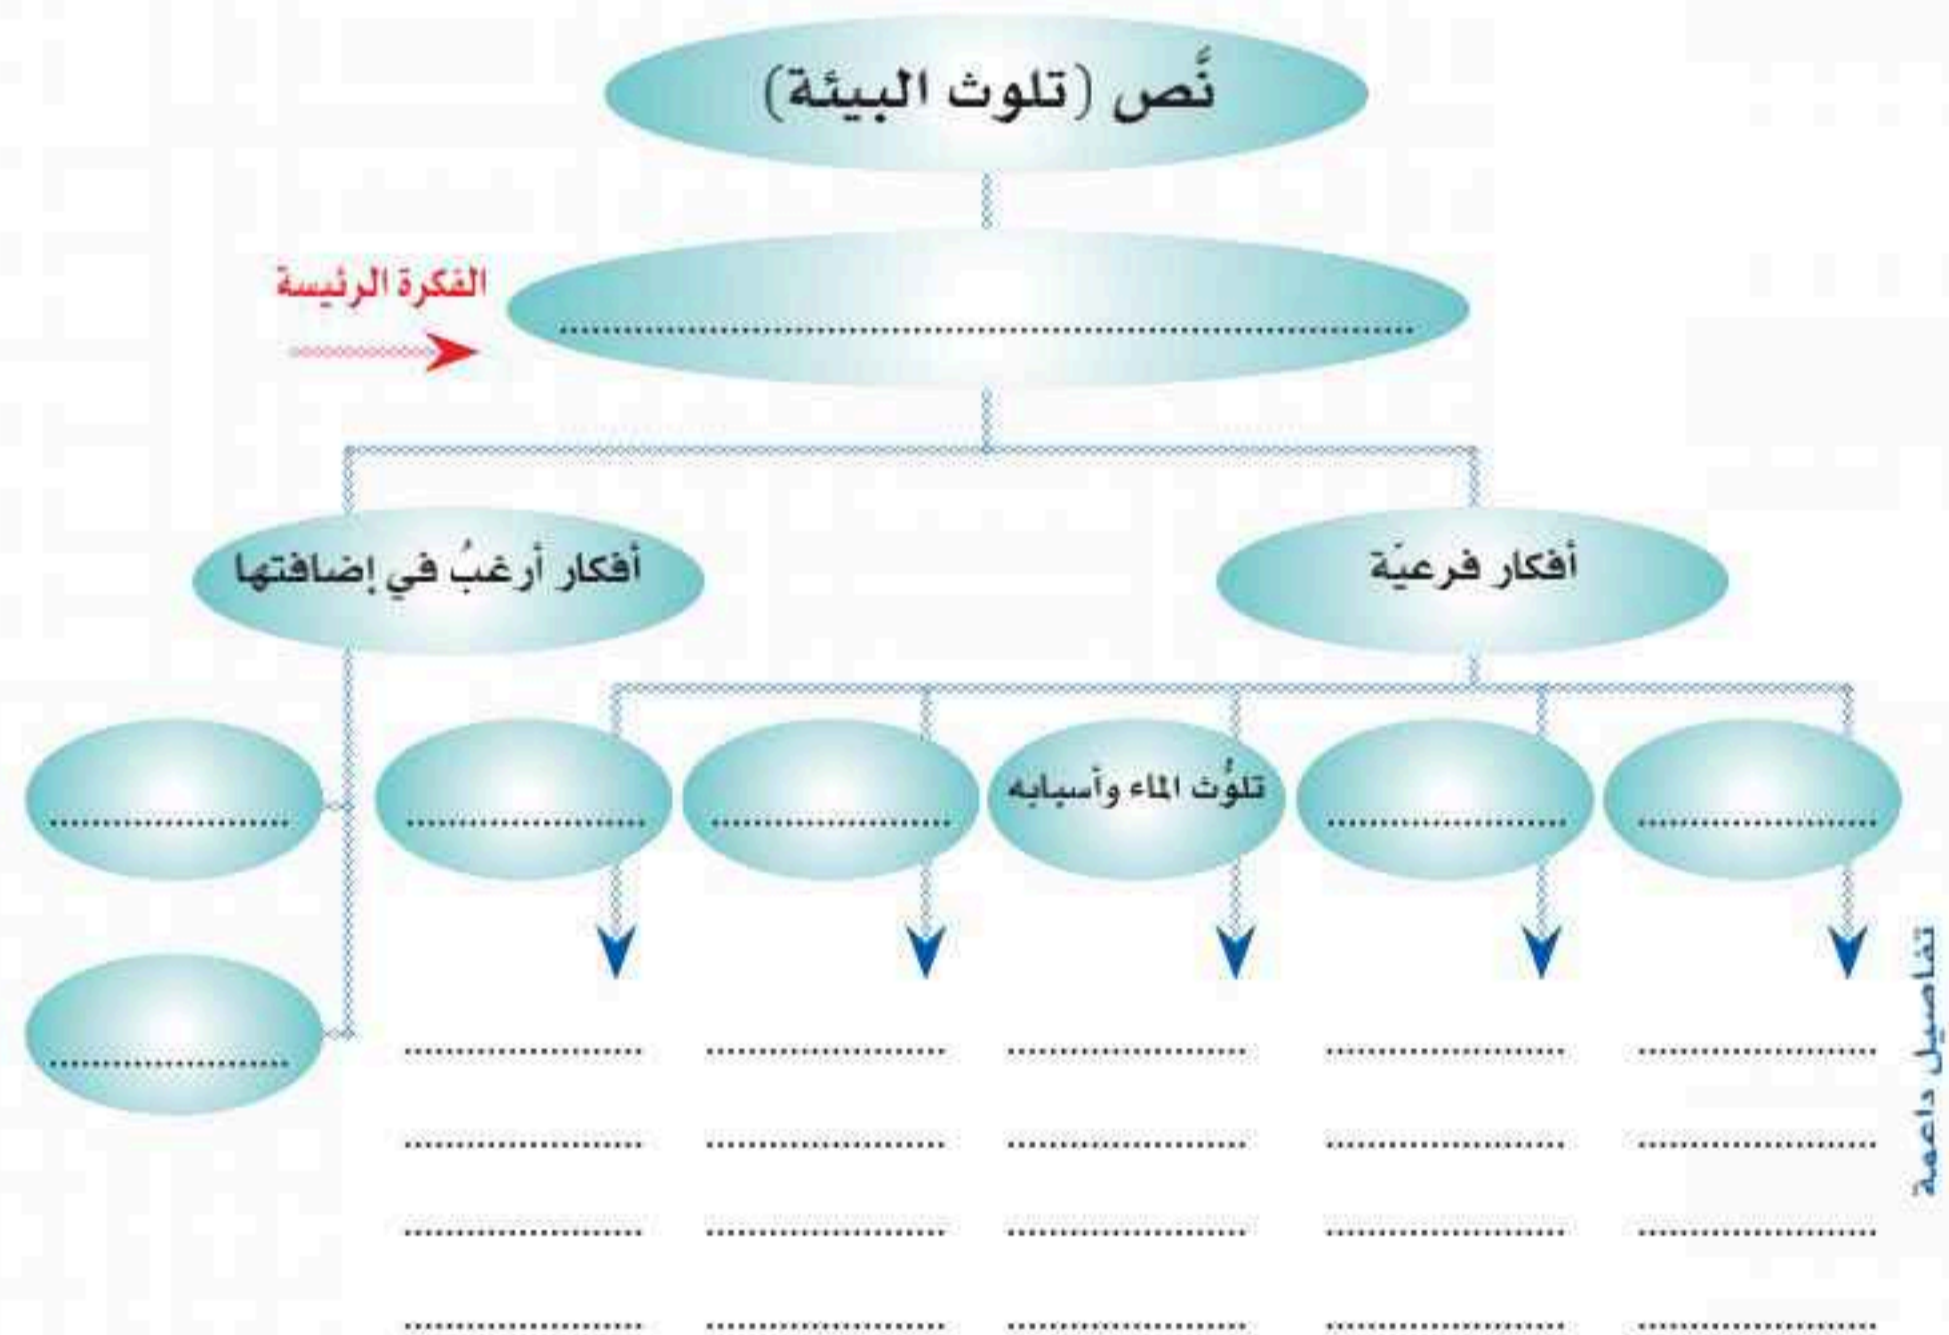 نَّص (تلوث البيئة)
الفكرة الرئيسة
................................................................
أفكار فرعيّة
أفكار أرغبُ في إضافتها
........................
........................
تلوُّث الماء وأسبابه
........................
........................
........................
........................
تفاصيل داعمة
........................ ........................ ........................ ........................ ........................
........................ ........................ ........................ ........................ ........................
........................ ........................ ........................ ........................ ........................
........................ ........................ ........................ ........................ ........................